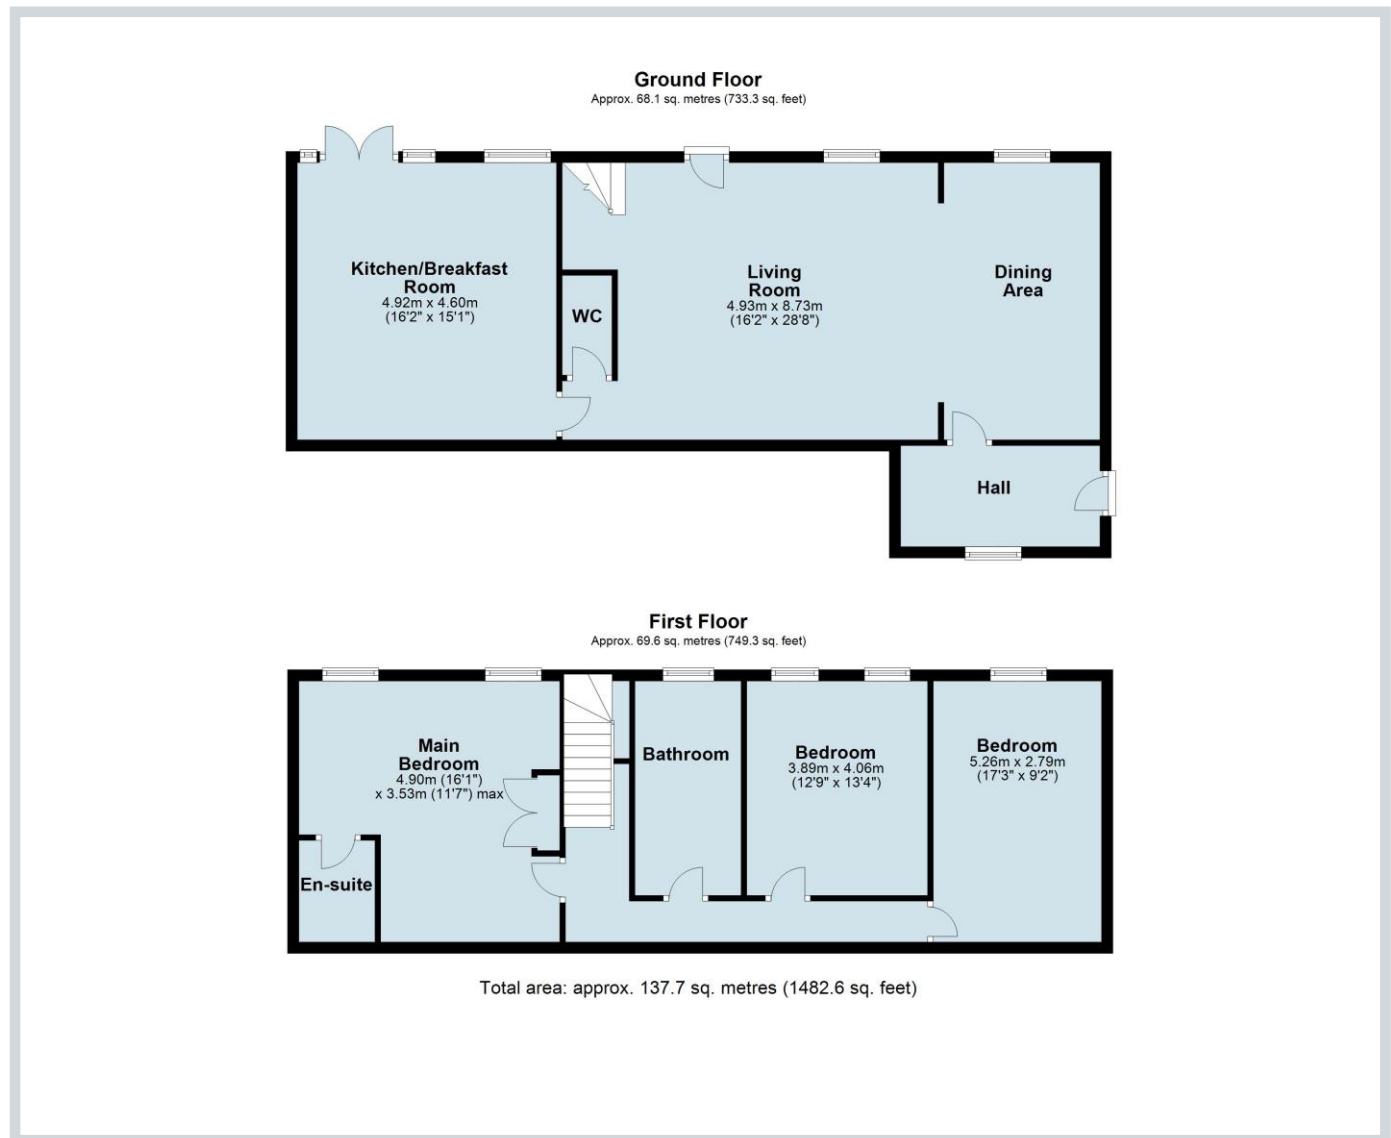 Ground Floor
Approx. 68.1 sq. metres (733.3 sq. feet)
Kitchen/Breakfast
Room
4.92m x 4.60m
(16'2" x 15'1")
WC
Living
Room
4.93m x 8.73m
(16'2" x 28'8")
Dining
Area
Hall
First Floor
Approx. 69.6 sq. metres (749.3 sq. feet)
Main
Bedroom
4.90m (16'1")
x 3.53m (11'7") max
En-suite
Bathroom
Bedroom
3.89m x 4.06m
(12'9" x 13'4")
Bedroom
5.26m x 2.79m
(17'3" x 9'2")
Total area: approx. 137.7 sq. metres (1482.6 sq. feet)